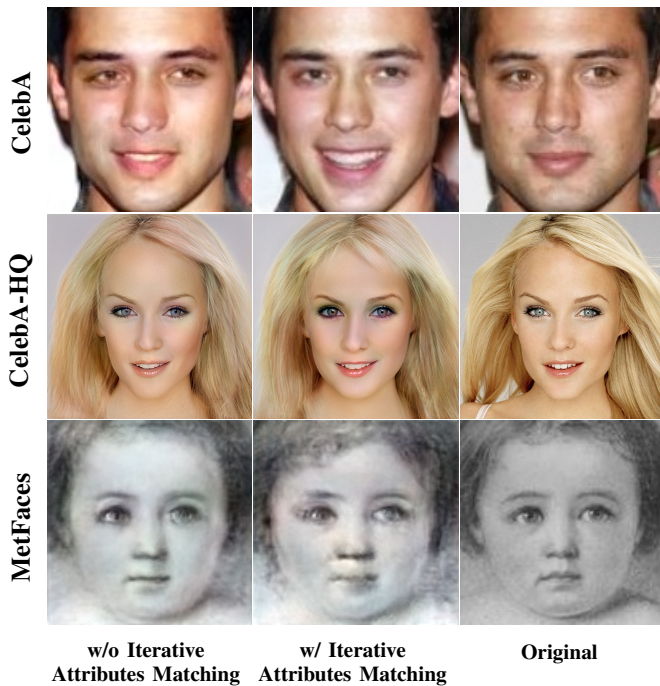 CelebA
CelebA-HQ
MetFaces
w/o Iterative
Attributes Matching
w/ Iterative
Attributes Matching
Original